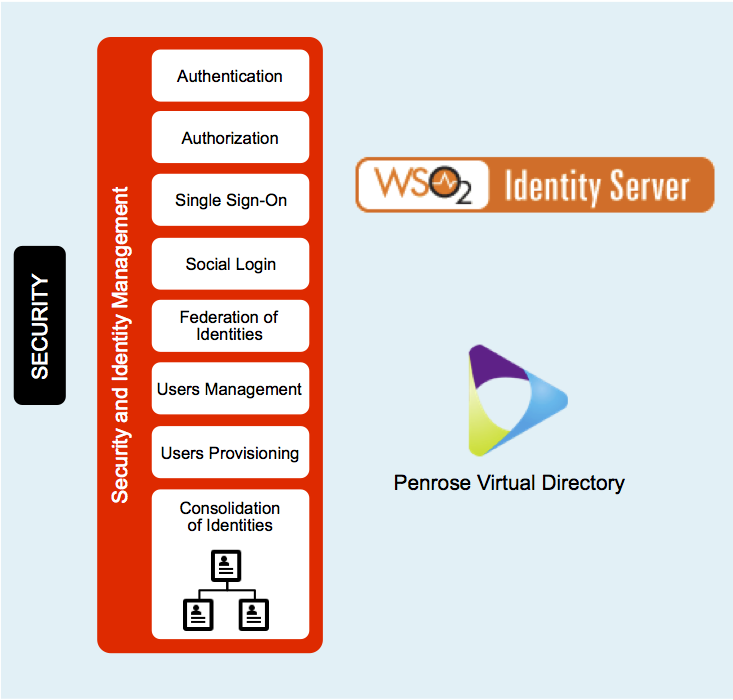 SECURITY
Security and Identity Management
Authentication
Authorization
Single Sign-On
Social Login
Federation of
Identities
Users Management
Users Provisioning
Consolidation
of Identities
WSO2 Identity Server
Penrose Virtual Directory